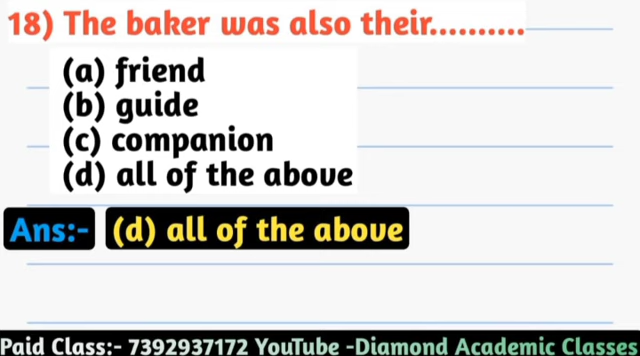 18) The baker was also their..........
(a) friend
(b) guide
(c) companion
(d) all of the above
Ans:- (d) all of the above
Paid Class:- 7392937172 YouTube -Diamond Academic Classes